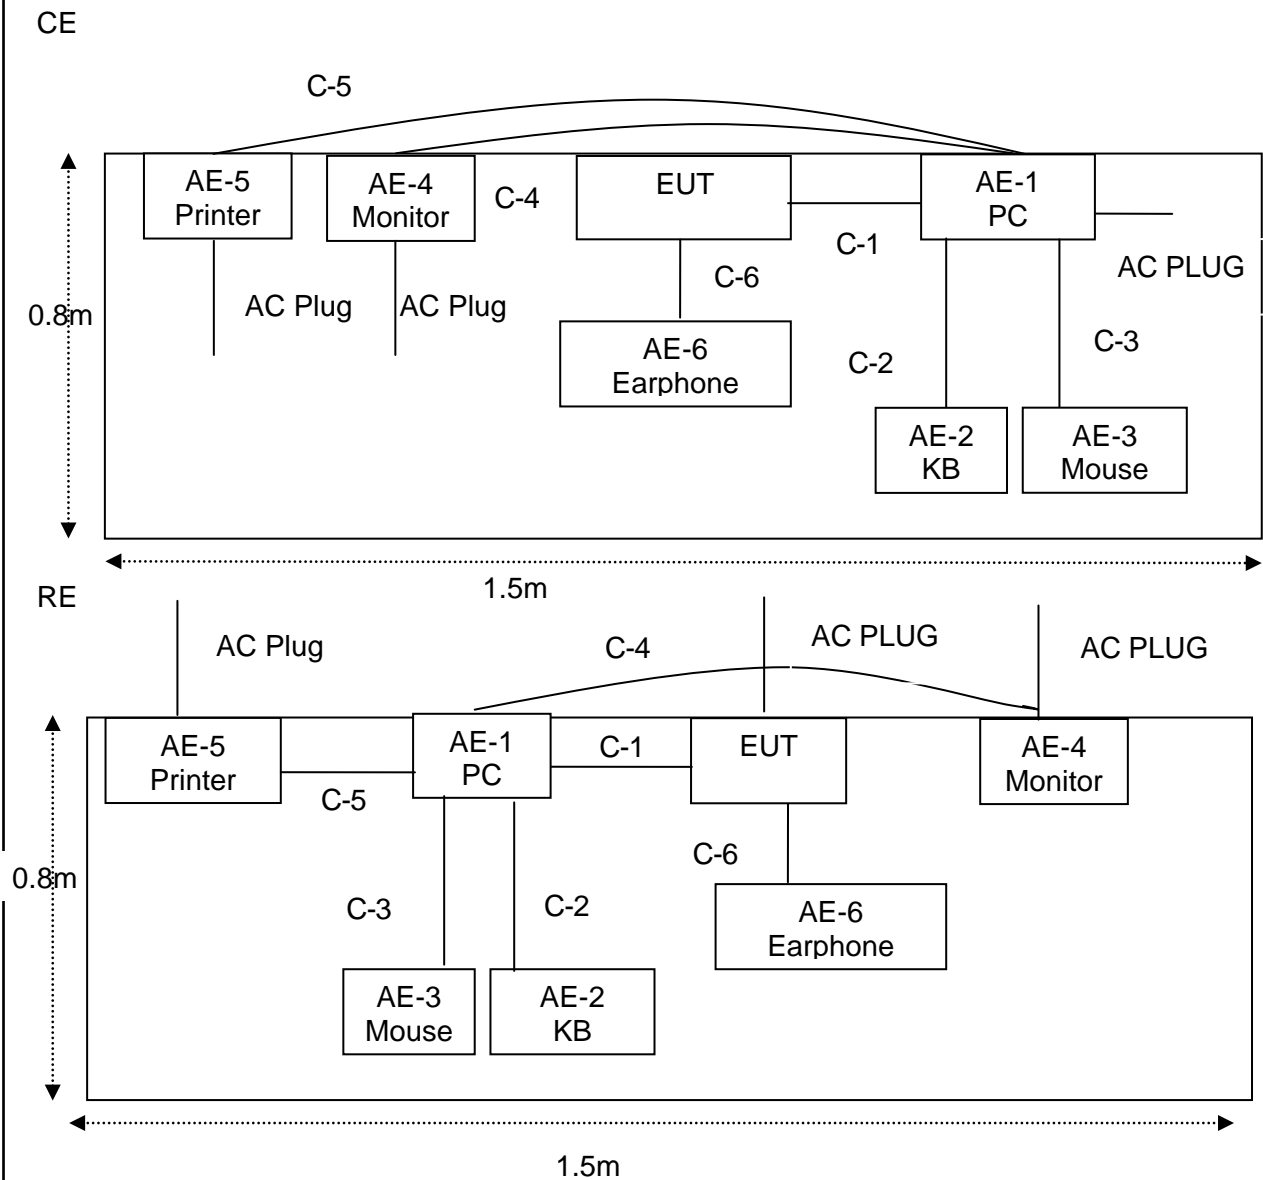 CE
C-5
AE-5
Printer
AE-4
Monitor
C-4
EUT
AE-1
PC
C-1
AC PLUG
C-6
AC Plug
AC Plug
0.8m
AE-6
Earphone
C-2
C-3
AE-2
KB
AE-3
Mouse
1.5m
RE
AC Plug
C-4
AC PLUG
AC PLUG
AE-5
Printer
AE-1
PC
C-1
EUT
AE-4
Monitor
C-5
C-6
0.8m
C-3
C-2
AE-6
Earphone
AE-3
Mouse
AE-2
KB
1.5m